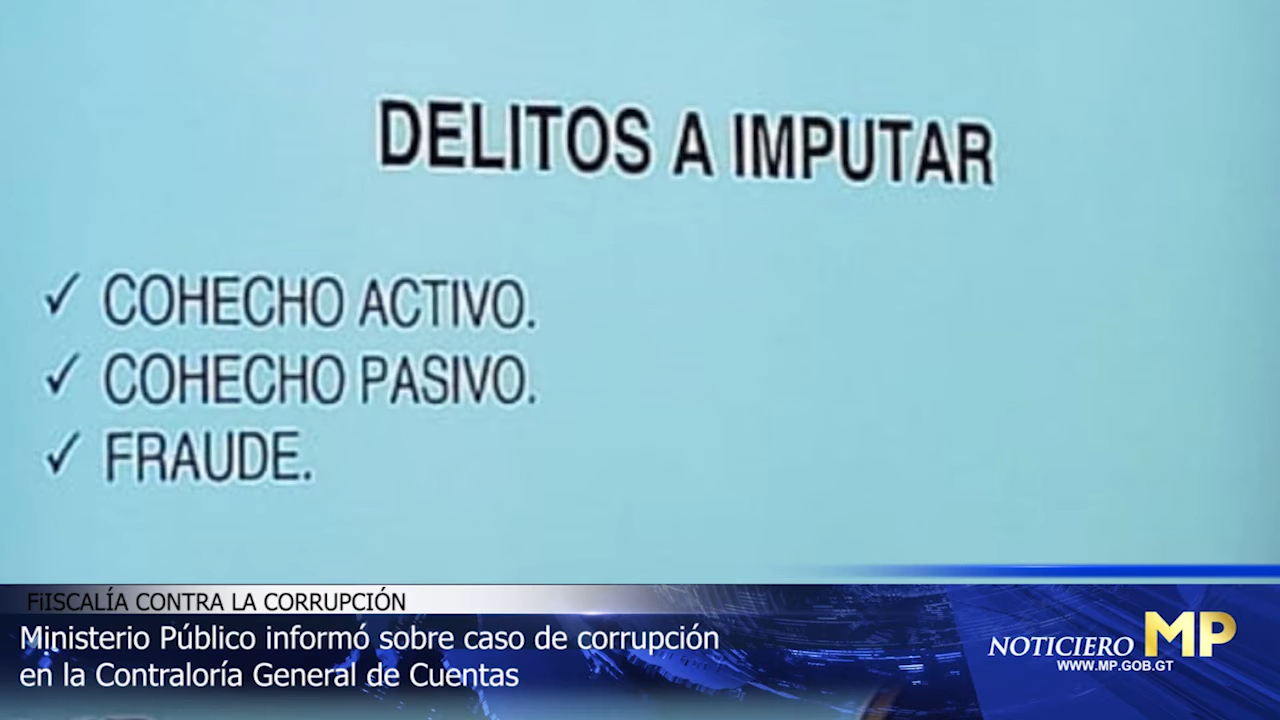 DELITOS A IMPUTAR
✓ COHECHO ACTIVO.
✓ COHECHO PASIVO.
✓ FRAUDE.
FiISCALÍA CONTRA LA CORRUPCIÓN
Ministerio Público informó sobre caso de corrupción
en la Contraloría General de Cuentas
NOTICIERO MP
WWW.MP.GOB.GT